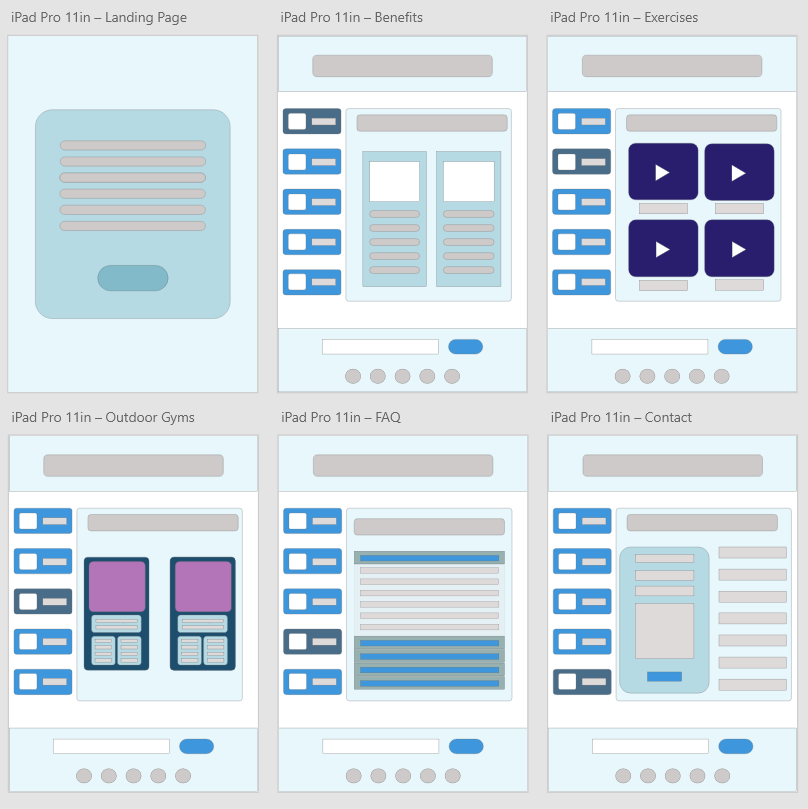 iPad Pro 11in – Landing Page
iPad Pro 11in – Benefits
iPad Pro 11in – Exercises
iPad Pro 11in – Outdoor Gyms
iPad Pro 11in – FAQ
iPad Pro 11in – Contact